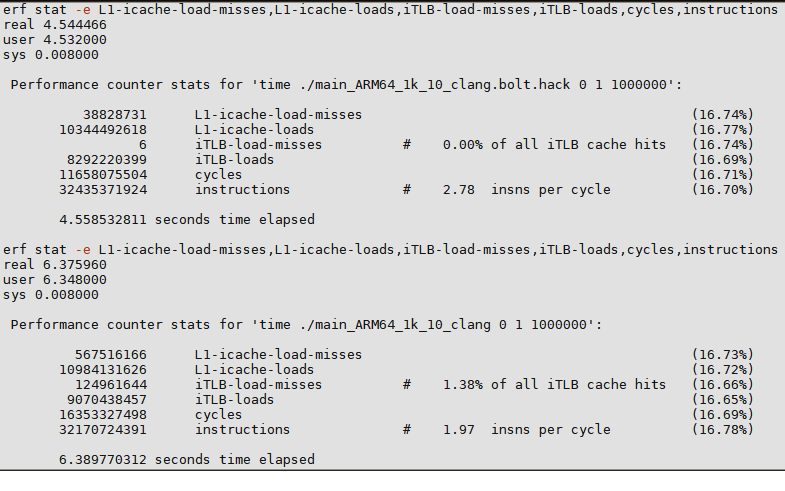 erf stat -e L1-icache-load-misses,L1-icache-loads,iTLB-load-misses,iTLB-loads,cycles,instructions
real 4.544466
user 4.532000
sys 0.008000
Performance counter stats for 'time ./main_ARM64_1k_10_clang.bolt.hack 0 1 1000000':
38828731 L1-icache-load-misses (16.74%)
10344492618 L1-icache-loads (16.77%)
6 iTLB-load-misses # 0.00% of all iTLB cache hits (16.74%)
8292220399 iTLB-loads (16.69%)
11658075504 cycles (16.71%)
32435371924 instructions # 2.78 insns per cycle (16.70%)
4.558532811 seconds time elapsed
erf stat -e L1-icache-load-misses,L1-icache-loads,iTLB-load-misses,iTLB-loads,cycles,instructions
real 6.375960
user 6.348000
sys 0.008000
Performance counter stats for 'time ./main_ARM64_1k_10_clang 0 1 1000000':
567516166 L1-icache-load-misses (16.73%)
10984131626 L1-icache-loads (16.72%)
124961644 iTLB-load-misses # 1.38% of all iTLB cache hits (16.66%)
9070438457 iTLB-loads (16.65%)
16353327498 cycles (16.69%)
32170724391 instructions # 1.97 insns per cycle (16.78%)
6.389770312 seconds time elapsed